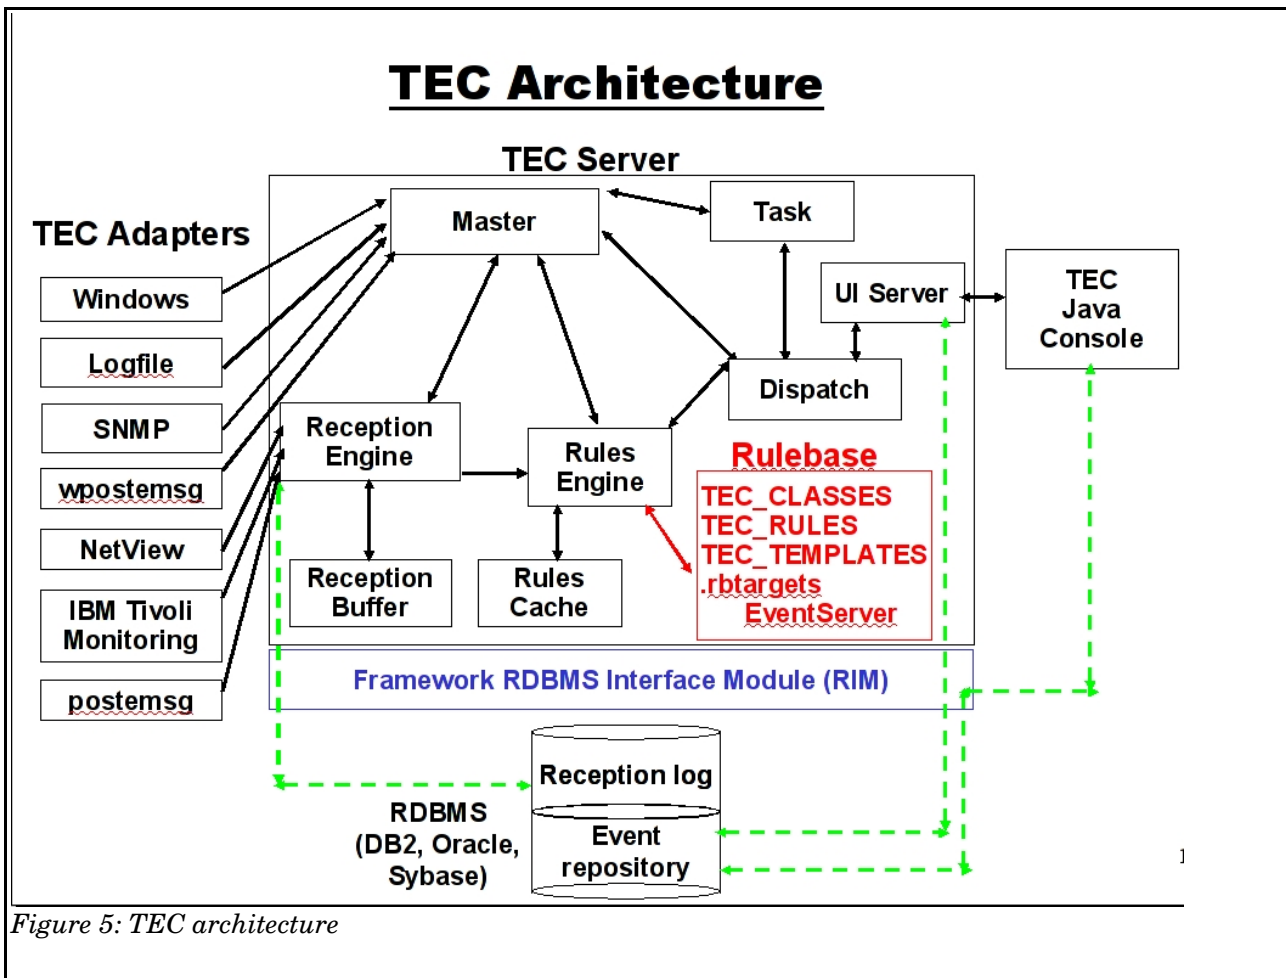 TEC Architecture
TEC Server
TEC Adapters
Windows
Logfile
SNMP
wpostemsg
NetView
IBM Tivoli
Monitoring
postemsg
Master
Task
UI Server
TEC
Java
Console
Dispatch
Reception
Engine
Rules
Engine
Reception
Buffer
Rules
Cache
Rulebase
TEC_CLASSES
TEC_RULES
TEC_TEMPLATES
.rbtargets
EventServer
Framework RDBMS Interface Module (RIM)
Reception log
RDBMS
(DB2, Oracle,
Sybase)
Event
repository
Figure 5: TEC architecture